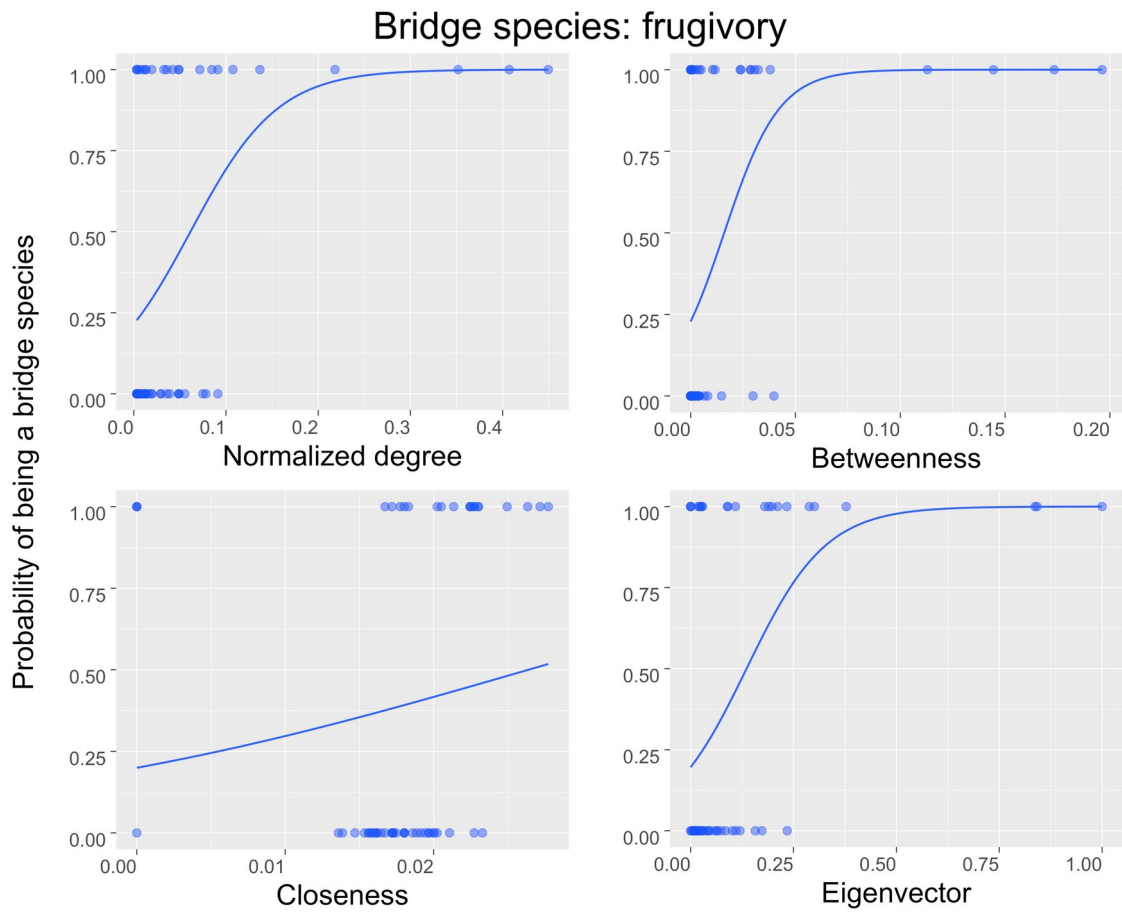 Bridge species: frugivory
Probability of being a bridge species
1.00
0.75
0.50
0.25
0.00
0.0 0.1 0.2 0.3 0.4
Normalized degree
1.00
0.75
0.50
0.25
0.00
0.00 0.05 0.10 0.15 0.20
Betweenness
1.00
0.75
0.50
0.25
0.00
0.00 0.01 0.02
Closeness
1.00
0.75
0.50
0.25
0.00
0.00 0.25 0.50 0.75 1.00
Eigenvector